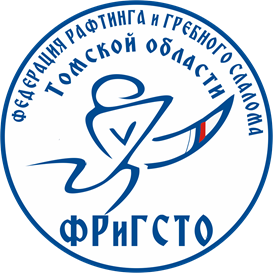 ФЕДЕРАЦИЯ РАФТИНГА И ГРЕБНОГО СЛАЛОМА
ТОМСКОЙ ОБЛАСТИ
ФРиГСТО